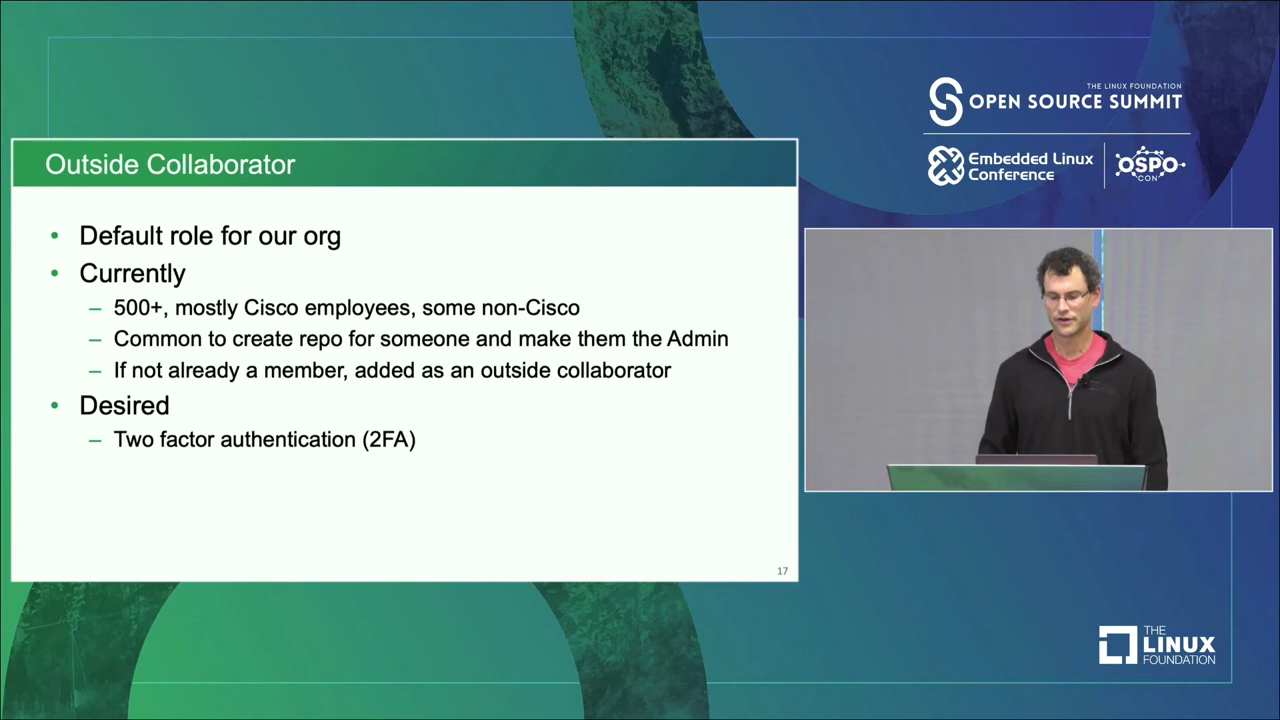 THE LINUX FOUNDATION
OPEN SOURCE SUMMIT
Embedded Linux
Conference
OSPO
CON
Outside Collaborator
• Default role for our org
• Currently
– 500+, mostly Cisco employees, some non-Cisco
– Common to create repo for someone and make them the Admin
– If not already a member, added as an outside collaborator
• Desired
– Two factor authentication (2FA)
17
THE
LINUX
FOUNDATION